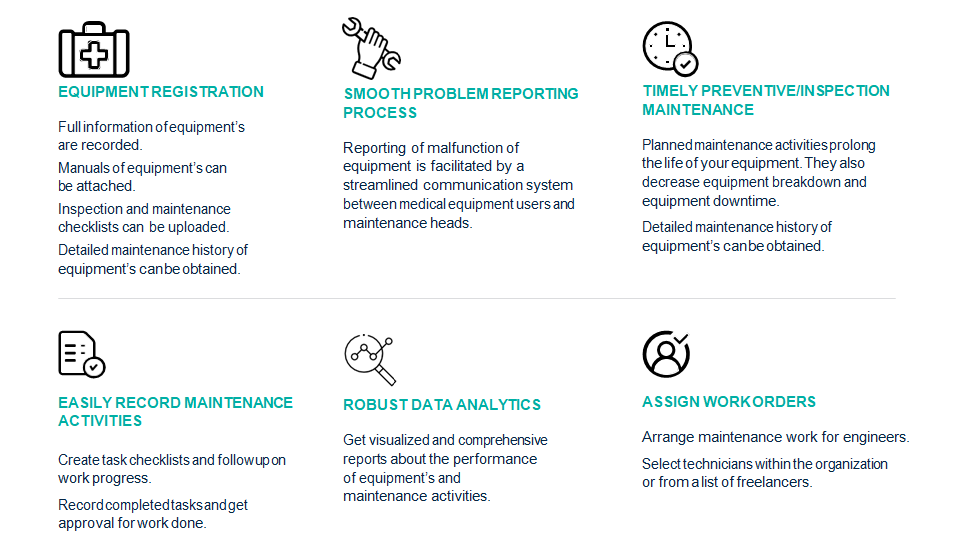 EQUIPMENT REGISTRATION
Full information of equipment's
are recorded.
Manuals of equipment's can
be attached.
Inspection and maintenance
checklists can be uploaded.
Detailed maintenance history of
equipment's can be obtained.
SMOOTH PROBLEM REPORTING
PROCESS
Reporting of malfunction of
equipment is facilitated by a
streamlined communication system
between medical equipment users and
maintenance heads.
TIMELY PREVENTIVE/INSPECTION
MAINTENANCE
Planned maintenance activities prolong
the life of your equipment. They also
decrease equipment breakdown and
equipment downtime.
Detailed maintenance history of
equipment's can be obtained.
EASILY RECORD MAINTENANCE
ACTIVITIES
Create task checklists and follow up on
work progress.
Record completed tasks and get
approval for work done.
ROBUST DATA ANALYTICS
Get visualized and comprehensive
reports about the performance
of equipment's and
maintenance activities.
ASSIGN WORKORDERS
Arrange maintenance work for engineers.
Select technicians within the organization
or from a list of freelancers.